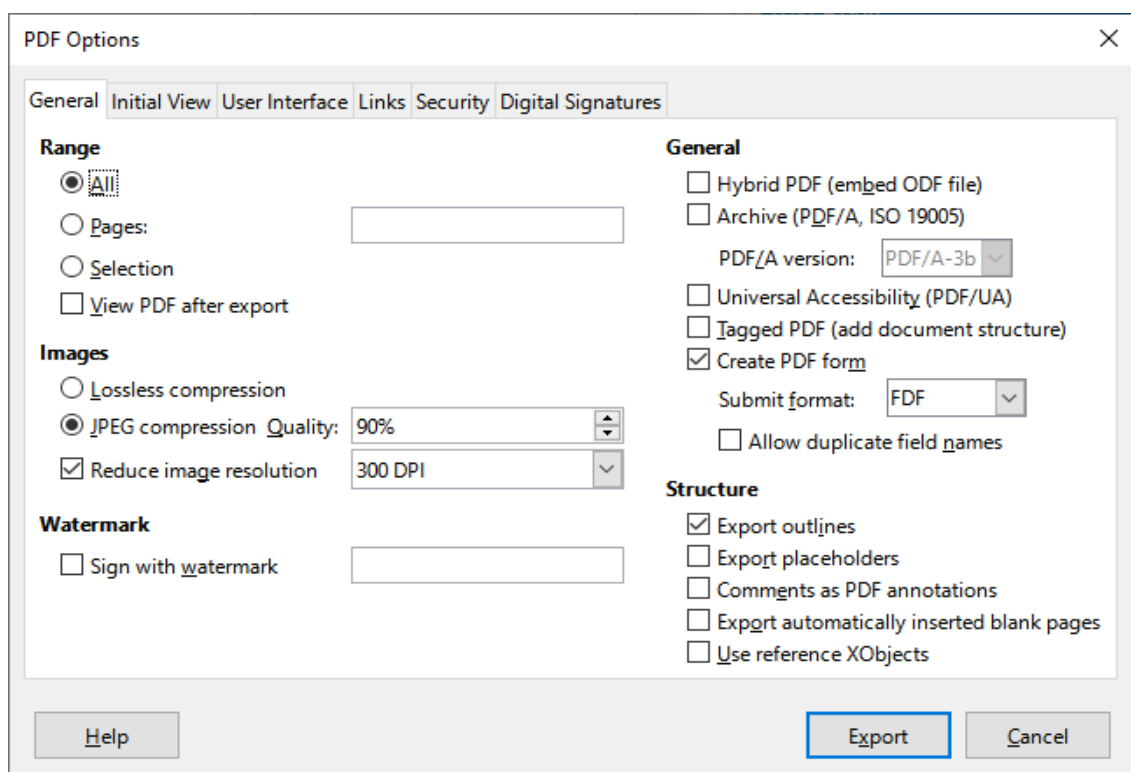 PDF Options
General Initial View User Interface Links Security Digital Signatures
Range
All
Pages:
Selection
View PDF after export
Images
Lossless compression
JPEG compression Quality: 90%
Reduce image resolution 300 DPI
Watermark
Sign with watermark
General
Hybrid PDF (embed ODF file)
Archive (PDF/A, ISO 19005)
PDF/A version: PDF/A-3b
Universal Accessibility (PDF/UA)
Tagged PDF (add document structure)
Create PDF form
Submit format: FDF
Allow duplicate field names
Structure
Export outlines
Export placeholders
Comments as PDF annotations
Export automatically inserted blank pages
Use reference XObjects
Help Export Cancel